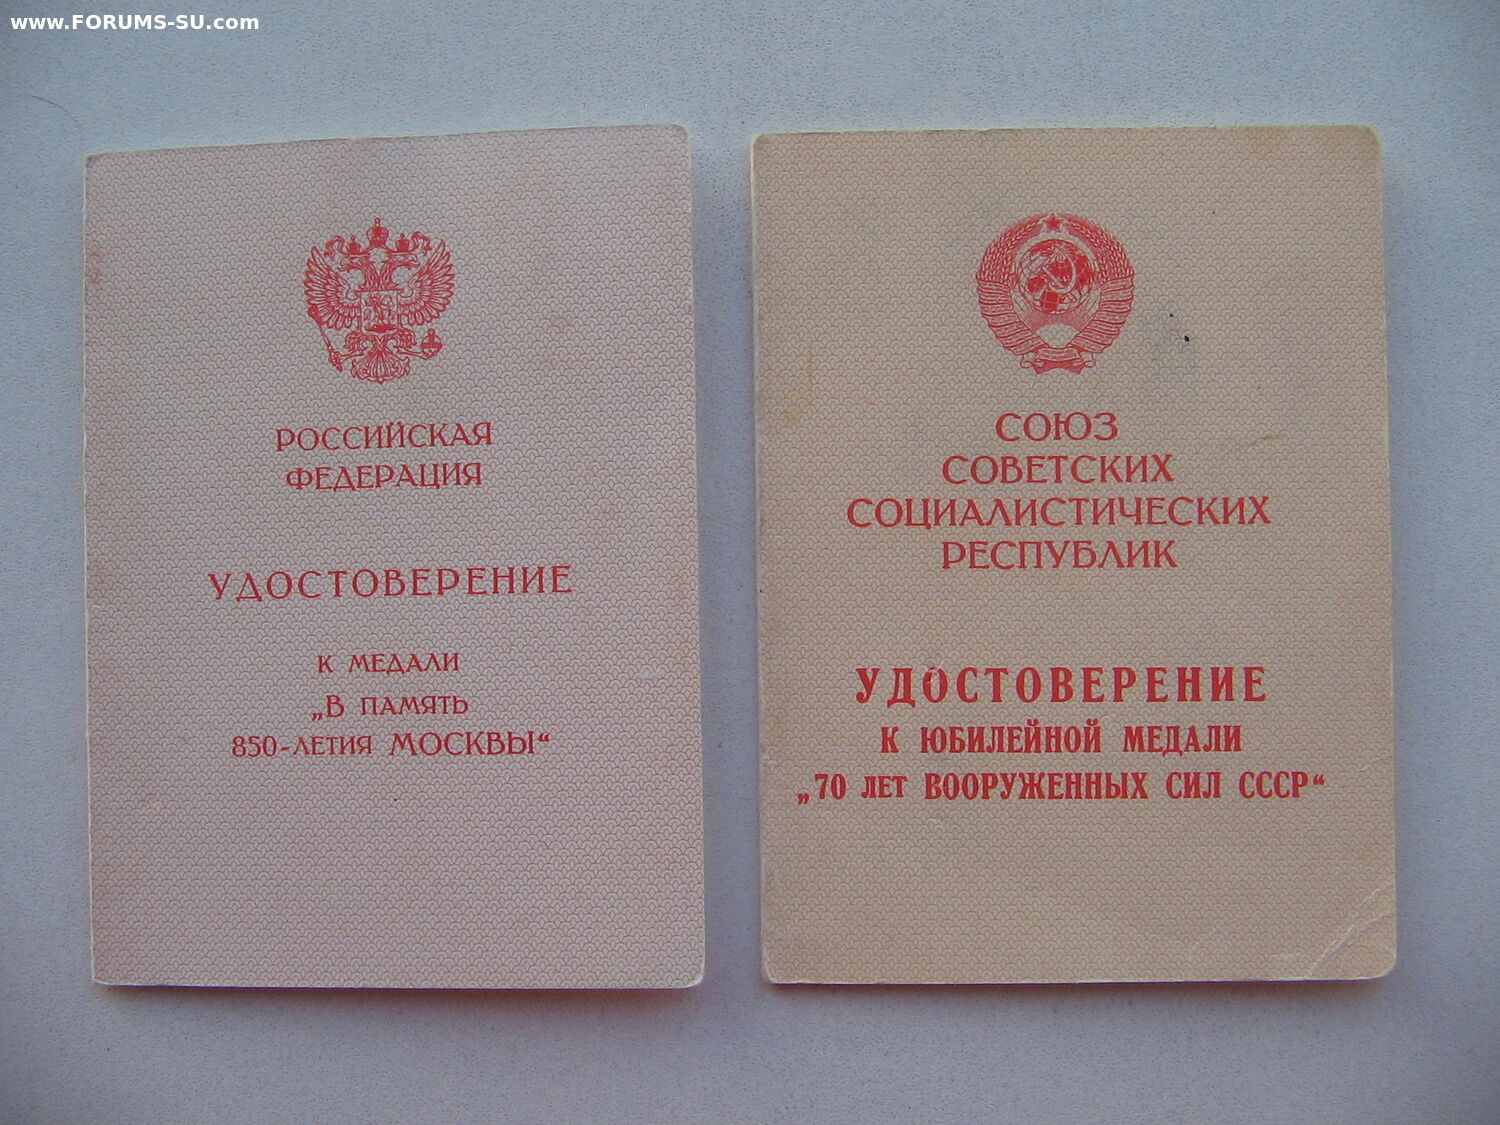 www.FORUMS-SU.com
РОССИЙСКАЯ
ФЕДЕРАЦИЯ
УДОСТОВЕРЕНИЕ
К МЕДАЛИ
„В ПАМЯТЬ
850-ЛЕТИЯ МОСКВЫ“
СОЮЗ
СОВЕТСКИХ
СОЦИАЛИСТИЧЕСКИХ
РЕСПУБЛИК
УДОСТОВЕРЕНИЕ
К ЮБИЛЕЙНОЙ МЕДАЛИ
„70 ЛЕТ ВООРУЖЕННЫХ СИЛ СССР“